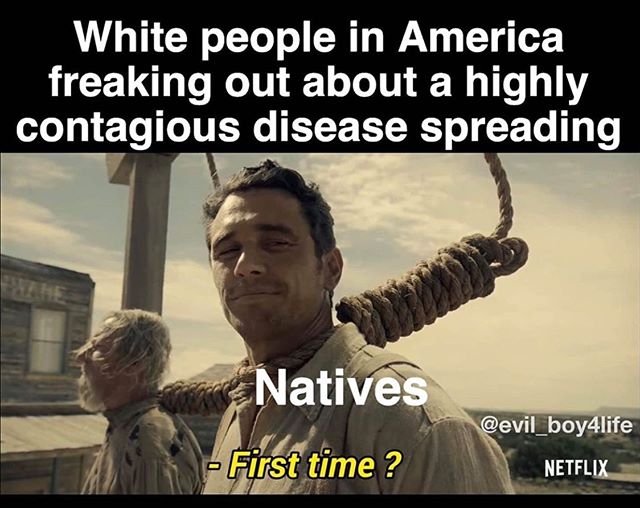 White people in America
freaking out about a highly
contagious disease spreading
Natives
@evil_boy4life
- First time ?
NETFLIX